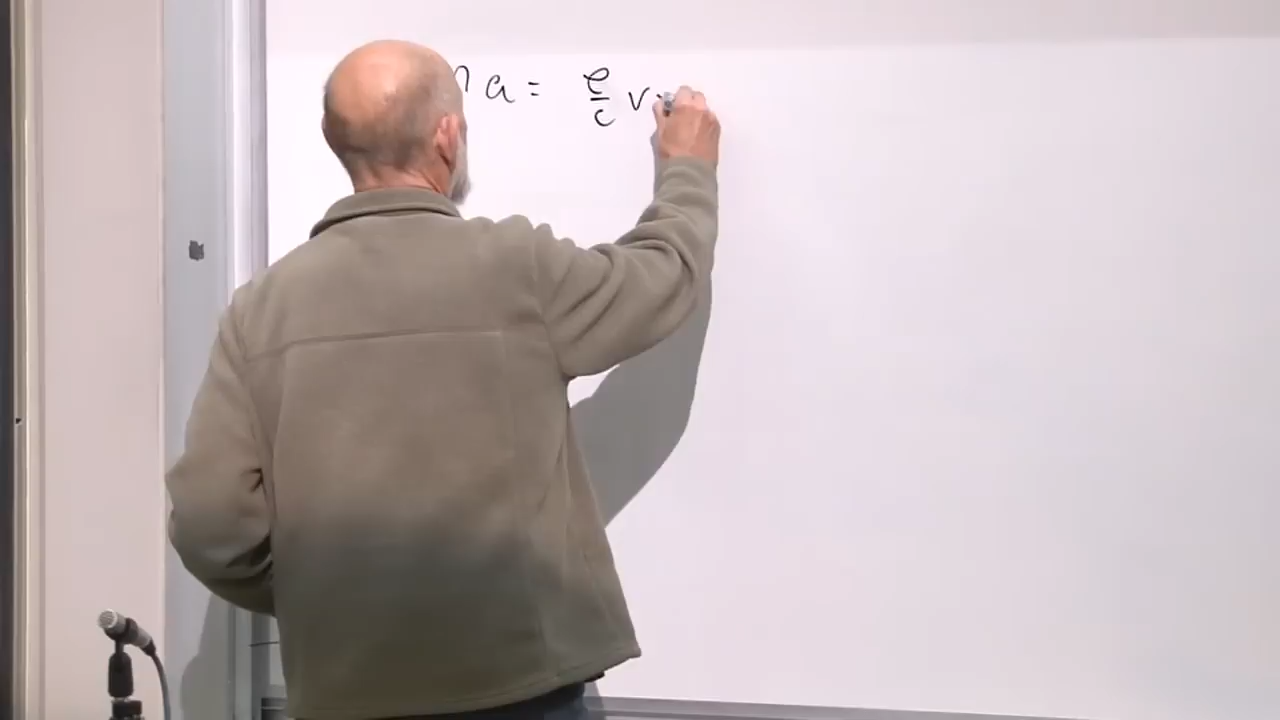 a = e/c v